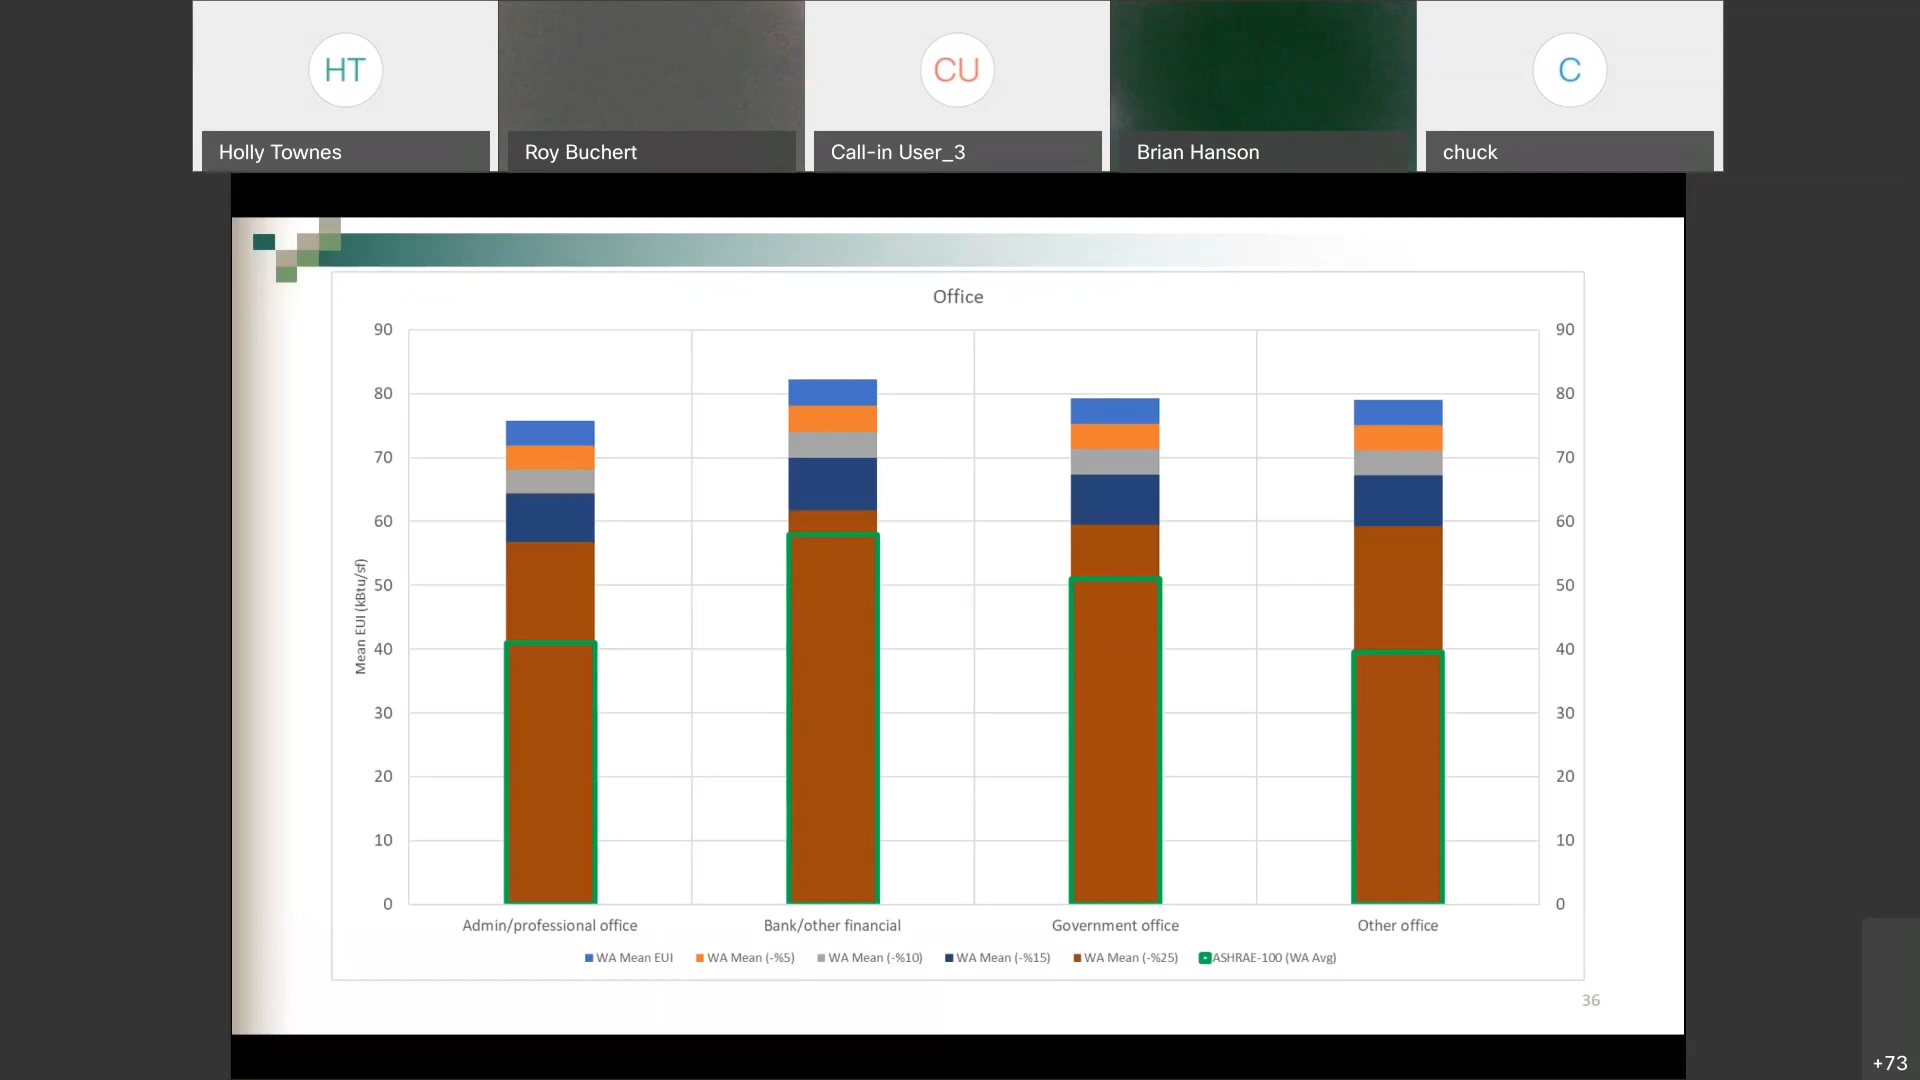 HT
CU
C
Holly Townes
Roy Buchert
Call-in User_3
Brian Hanson
chuck
Office
90
80
70
60
50
40
30
20
10
0
Mean EUI (kBtu/sf)
90
80
70
60
50
40
30
20
10
0
Admin/professional office
Bank/other financial
Government office
Other office
WA Mean EUI
WA Mean (-%5)
WA Mean (-%10)
WA Mean (-%15)
WA Mean (-%25)
ASHRAE-100 (WA Avg)
36
+73